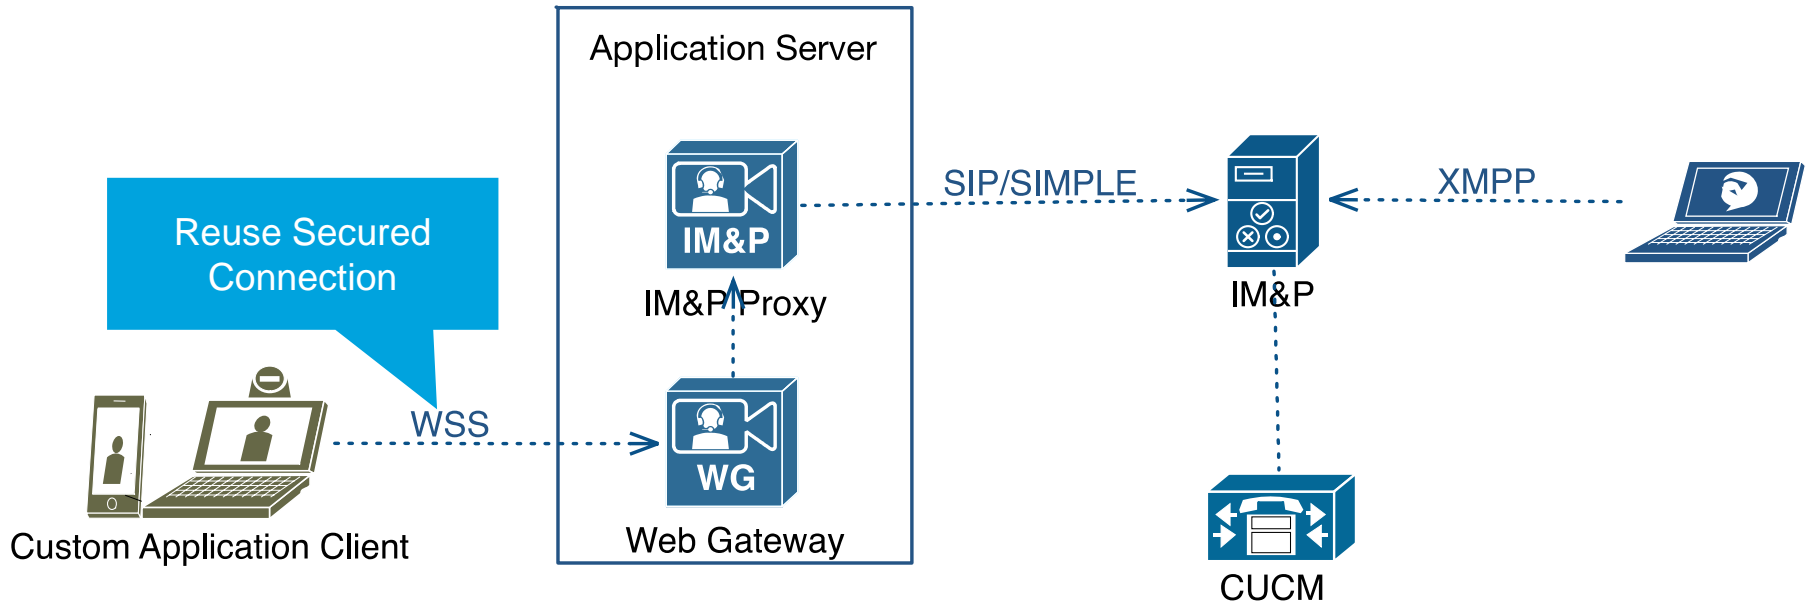 Application Server
SIP/SIMPLE
XMPP
Reuse Secured
Connection
IM&P
IM&P Proxy
IM&P
WSS
WG
Web Gateway
Custom Application Client
CUCM